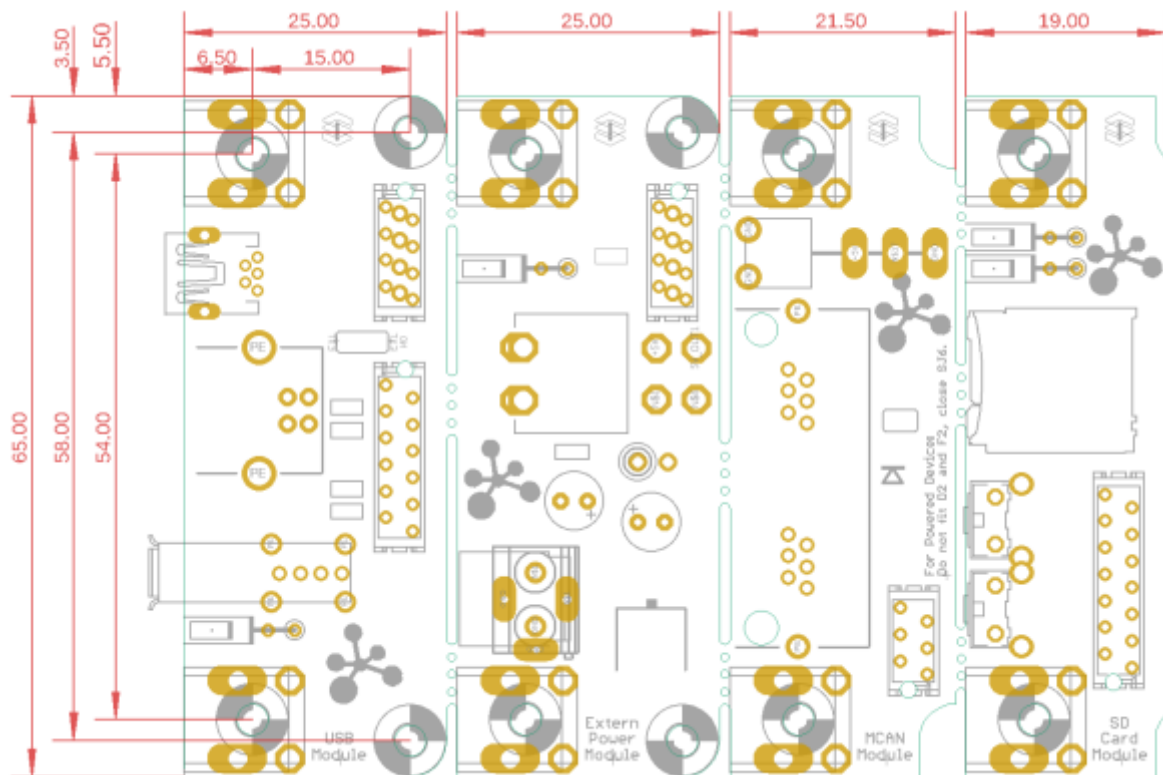 25.00
25.00
21.50
19.00
3.50
5.50
6.50
15.00
65.00
58.00
54.00
PE
PE
For Powered Devices
Do not fit D2 and F2, close SJ6.
USB
Module
Extern
Power
Module
MCAN
Module
SD
Card
Module